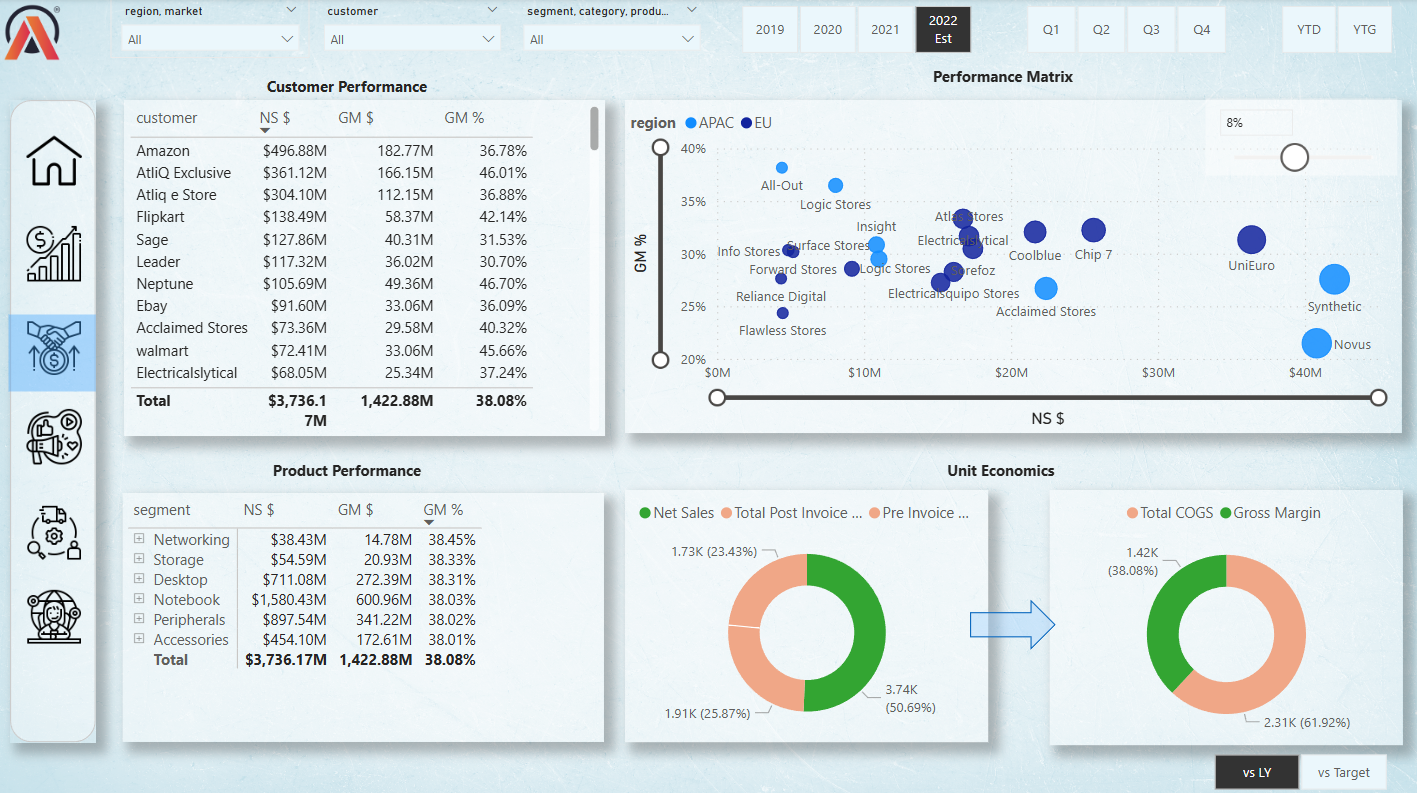 region, market
customer
segment, category, produ...
All
All
All
2019
2020
2021
2022
Est
Q1
Q2
Q3
Q4
YTD
YTG
Customer Performance
customer NS $ GM $ GM %
Amazon $496.88M 182.77M 36.78%
AtliQ Exclusive $361.12M 166.15M 46.01%
Atliq e Store $304.10M 112.15M 36.88%
Flipkart $138.49M 58.37M 42.14%
Sage $127.86M 40.31M 31.53%
Leader $117.32M 36.02M 30.70%
Neptune $105.69M 49.36M 46.70%
Ebay $91.60M 33.06M 36.09%
Acclaimed Stores $73.36M 29.58M 40.32%
walmart $72.41M 33.06M 45.66%
Electricalslytical $68.05M 25.34M 37.24%
Total $3,736.1 1,422.88M 38.08%
7M
Performance Matrix
region APAC EU
8%
GM %
40%
35%
30%
25%
20%
All-Out
Logic Stores
Insight
Atlas Stores
Info Stores
Surface Stores
Electricalslytical
Coolblue
Chip 7
UniEuro
Forward Stores
Logic Stores
Sorefoz
Reliance Digital
Electricalsquipo Stores
Acclaimed Stores
Synthetic
Flawless Stores
Novus
$0M $10M $20M $30M $40M
NS $
Product Performance
segment NS $ GM $ GM %
Networking $38.43M 14.78M 38.45%
Storage $54.59M 20.93M 38.33%
Desktop $711.08M 272.39M 38.31%
Notebook $1,580.43M 600.96M 38.03%
Peripherals $897.54M 341.22M 38.02%
Accessories $454.10M 172.61M 38.01%
Total $3,736.17M 1,422.88M 38.08%
Unit Economics
Net Sales Total Post Invoice ... Pre Invoice ...
1.73K (23.43%)
3.74K
(50.69%)
1.91K (25.87%)
Total COGS Gross Margin
1.42K
(38.08%)
2.31K (61.92%)
vs LY
vs Target